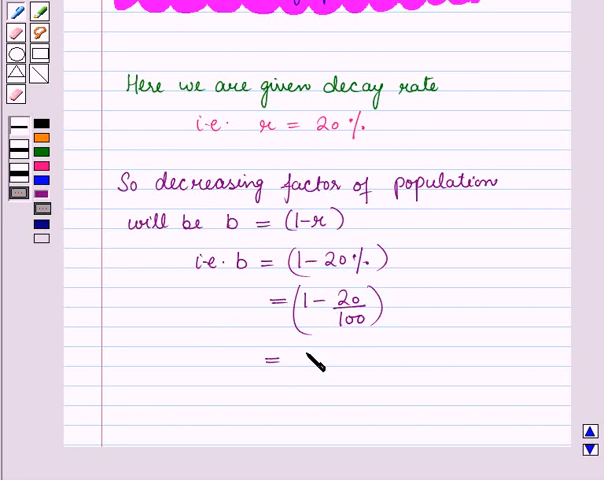 Here we are given decay rate
i.e. r = 20%.
So decreasing factor of population
will be b = (1-r)
i.e. b = (1 - 20%)
= (1 - 20/100)
=